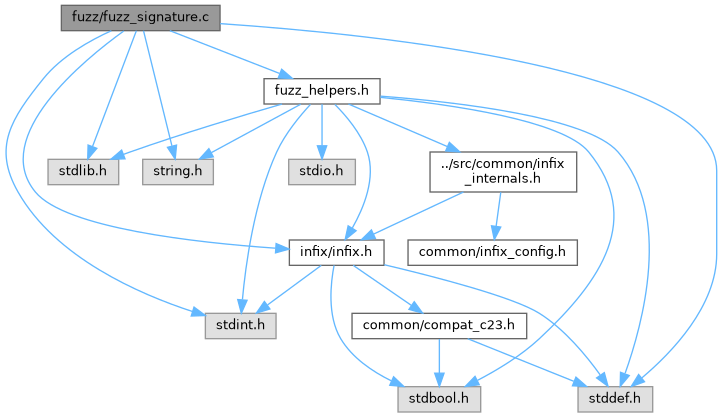 fuzz/fuzz_signature.c
fuzz_helpers.h
stdlib.h
string.h
stdio.h
../src/common/infix
_internals.h
infix/infix.h
common/infix_config.h
stdint.h
common/compat_c23.h
stdbool.h
stddef.h